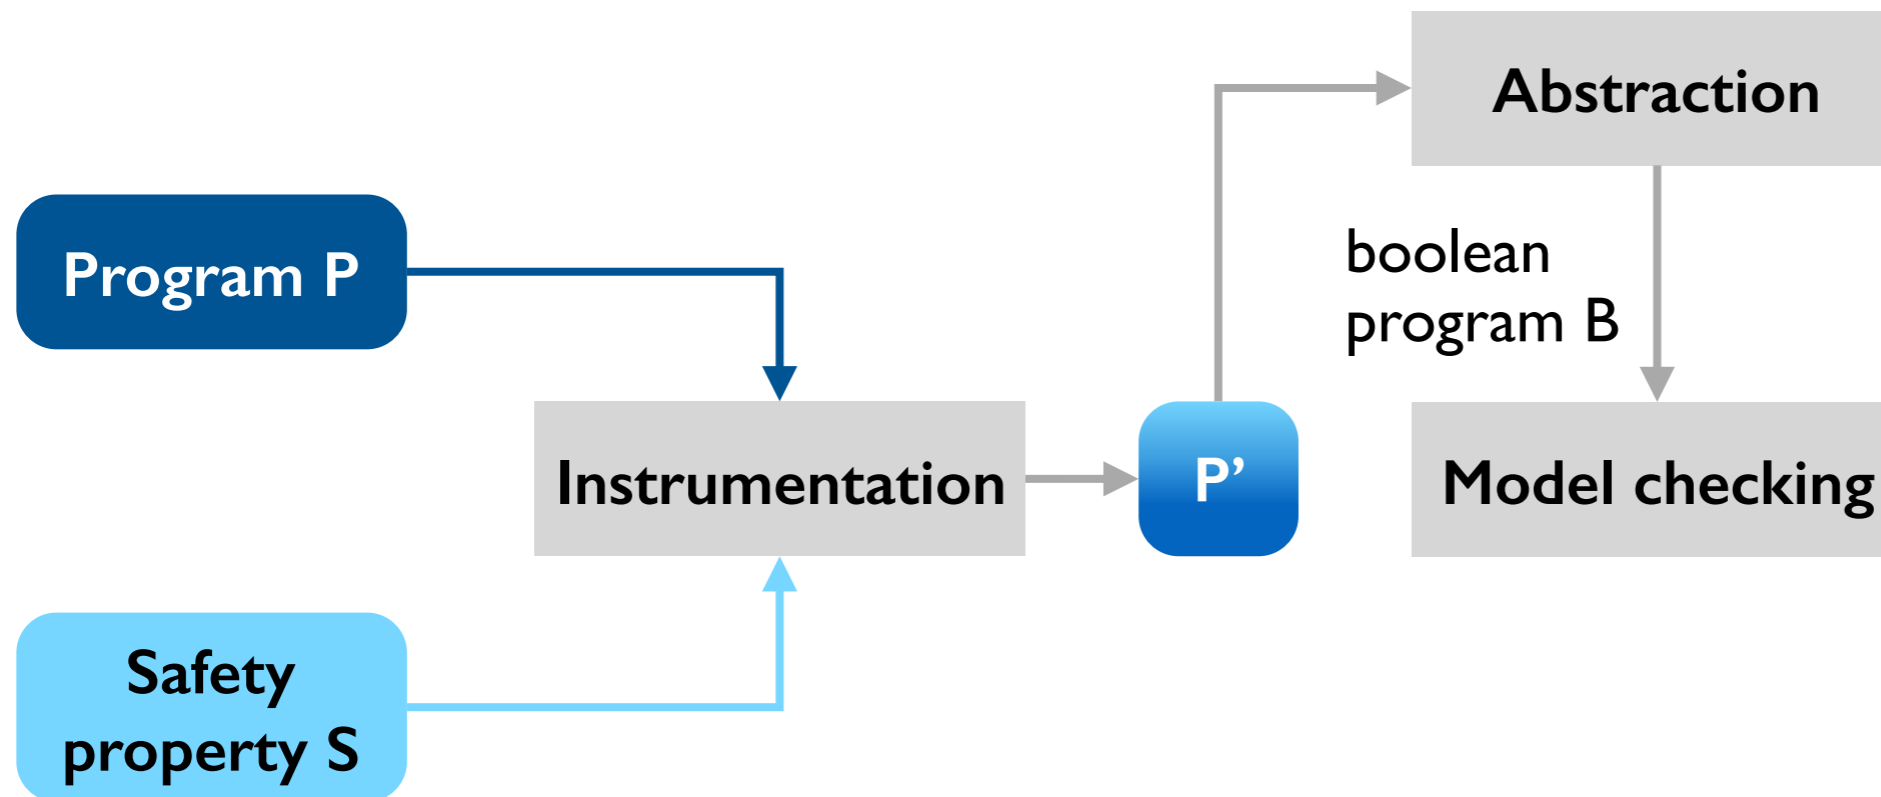 Abstraction
Program P
boolean
program B
Instrumentation
P’
Model checking
Safety
property S